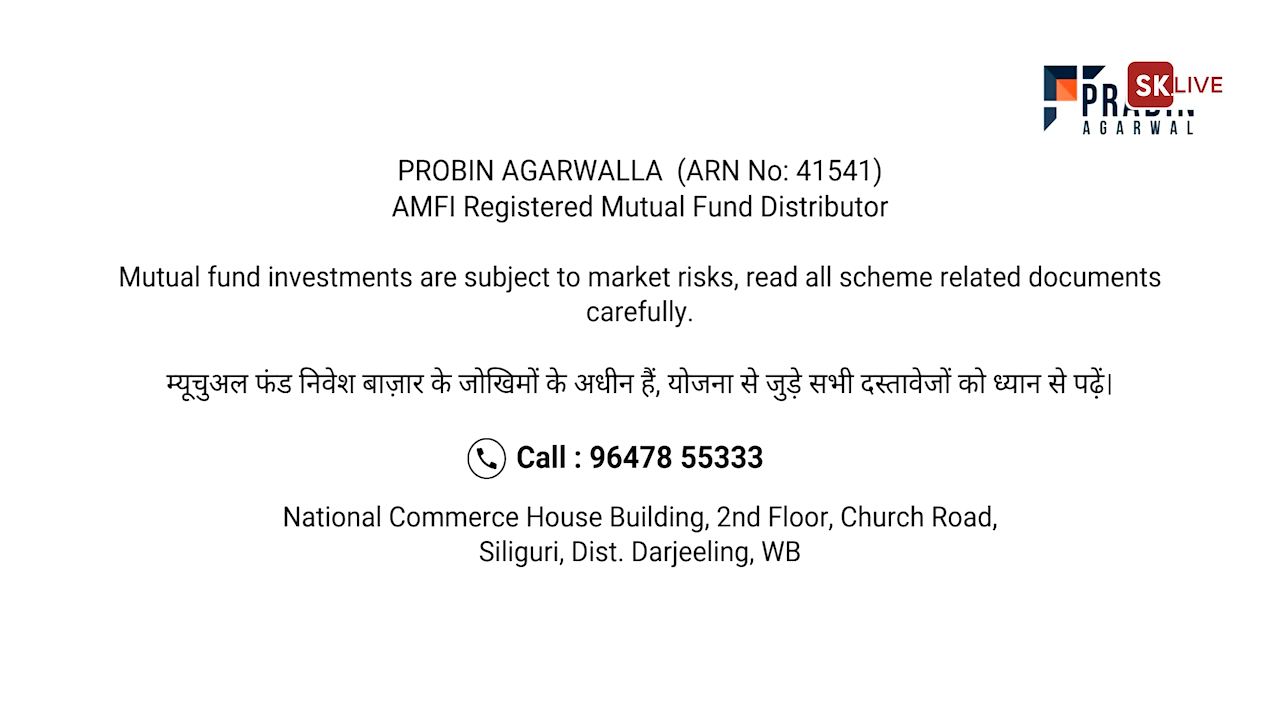 SK LIVE
AGARWAL
PROBIN AGARWALLA (ARN No: 41541)
AMFI Registered Mutual Fund Distributor
Mutual fund investments are subject to market risks, read all scheme related documents
carefully.
म्यूचुअल फंड निवेश बाज़ार के जोखिमों के अधीन हैं, योजना से जुड़े सभी दस्तावेजों को ध्यान से पढ़ें।
Call : 96478 55333
National Commerce House Building, 2nd Floor, Church Road,
Siliguri, Dist. Darjeeling, WB